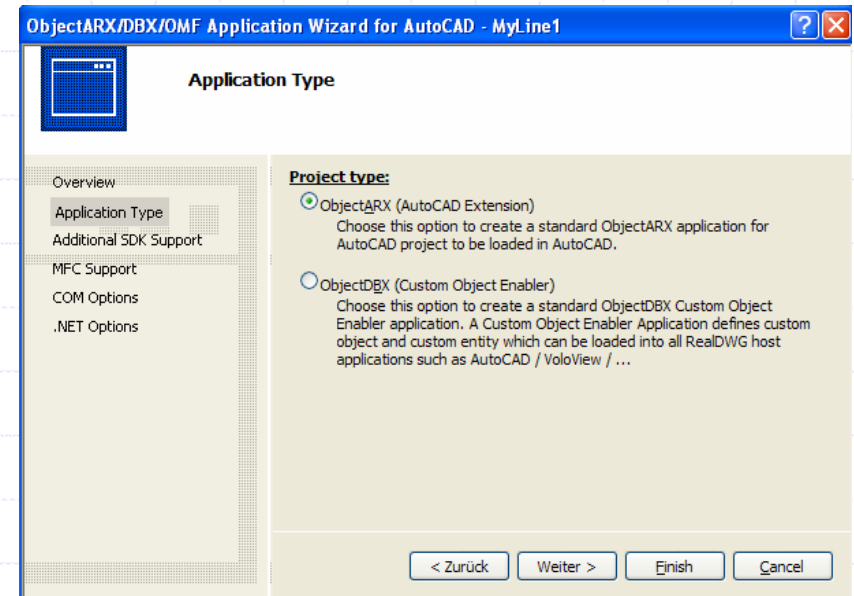 ObjectARX/DBX/OMF Application Wizard for AutoCAD - MyLine1
Application Type
Overview
Application Type
Additional SDK Support
MFC Support
COM Options
.NET Options
Project type:
ObjectARX (AutoCAD Extension)
Choose this option to create a standard ObjectARX application for
AutoCAD project to be loaded in AutoCAD.
ObjectDBX (Custom Object Enabler)
Choose this option to create a standard ObjectDBX Custom Object
Enabler application. A Custom Object Enabler Application defines custom
object and custom entity which can be loaded into all RealDWG host
applications such as AutoCAD / VoloView / ...
< Zurück
Weiter >
Finish
Cancel